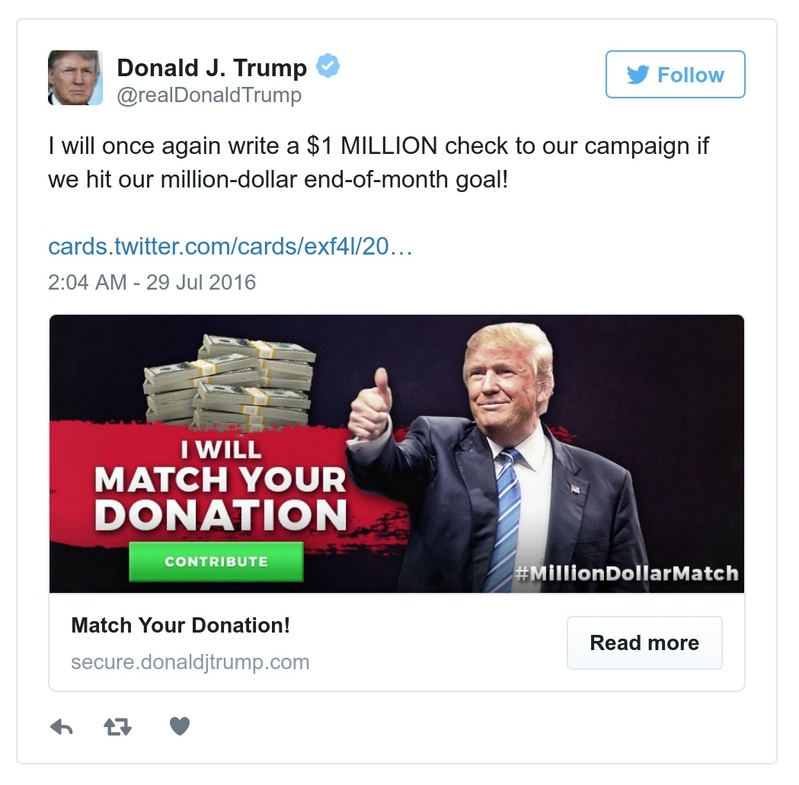 Donald J. Trump
@realDonaldTrump
Follow
I will once again write a $1 MILLION check to our campaign if
we hit our million-dollar end-of-month goal!
cards.twitter.com/cards/exf4l/20…
2:04 AM - 29 Jul 2016
I WILL
MATCH YOUR
DONATION
CONTRIBUTE
#MillionDollarMatch
Match Your Donation!
secure.donaldjtrump.com
Read more